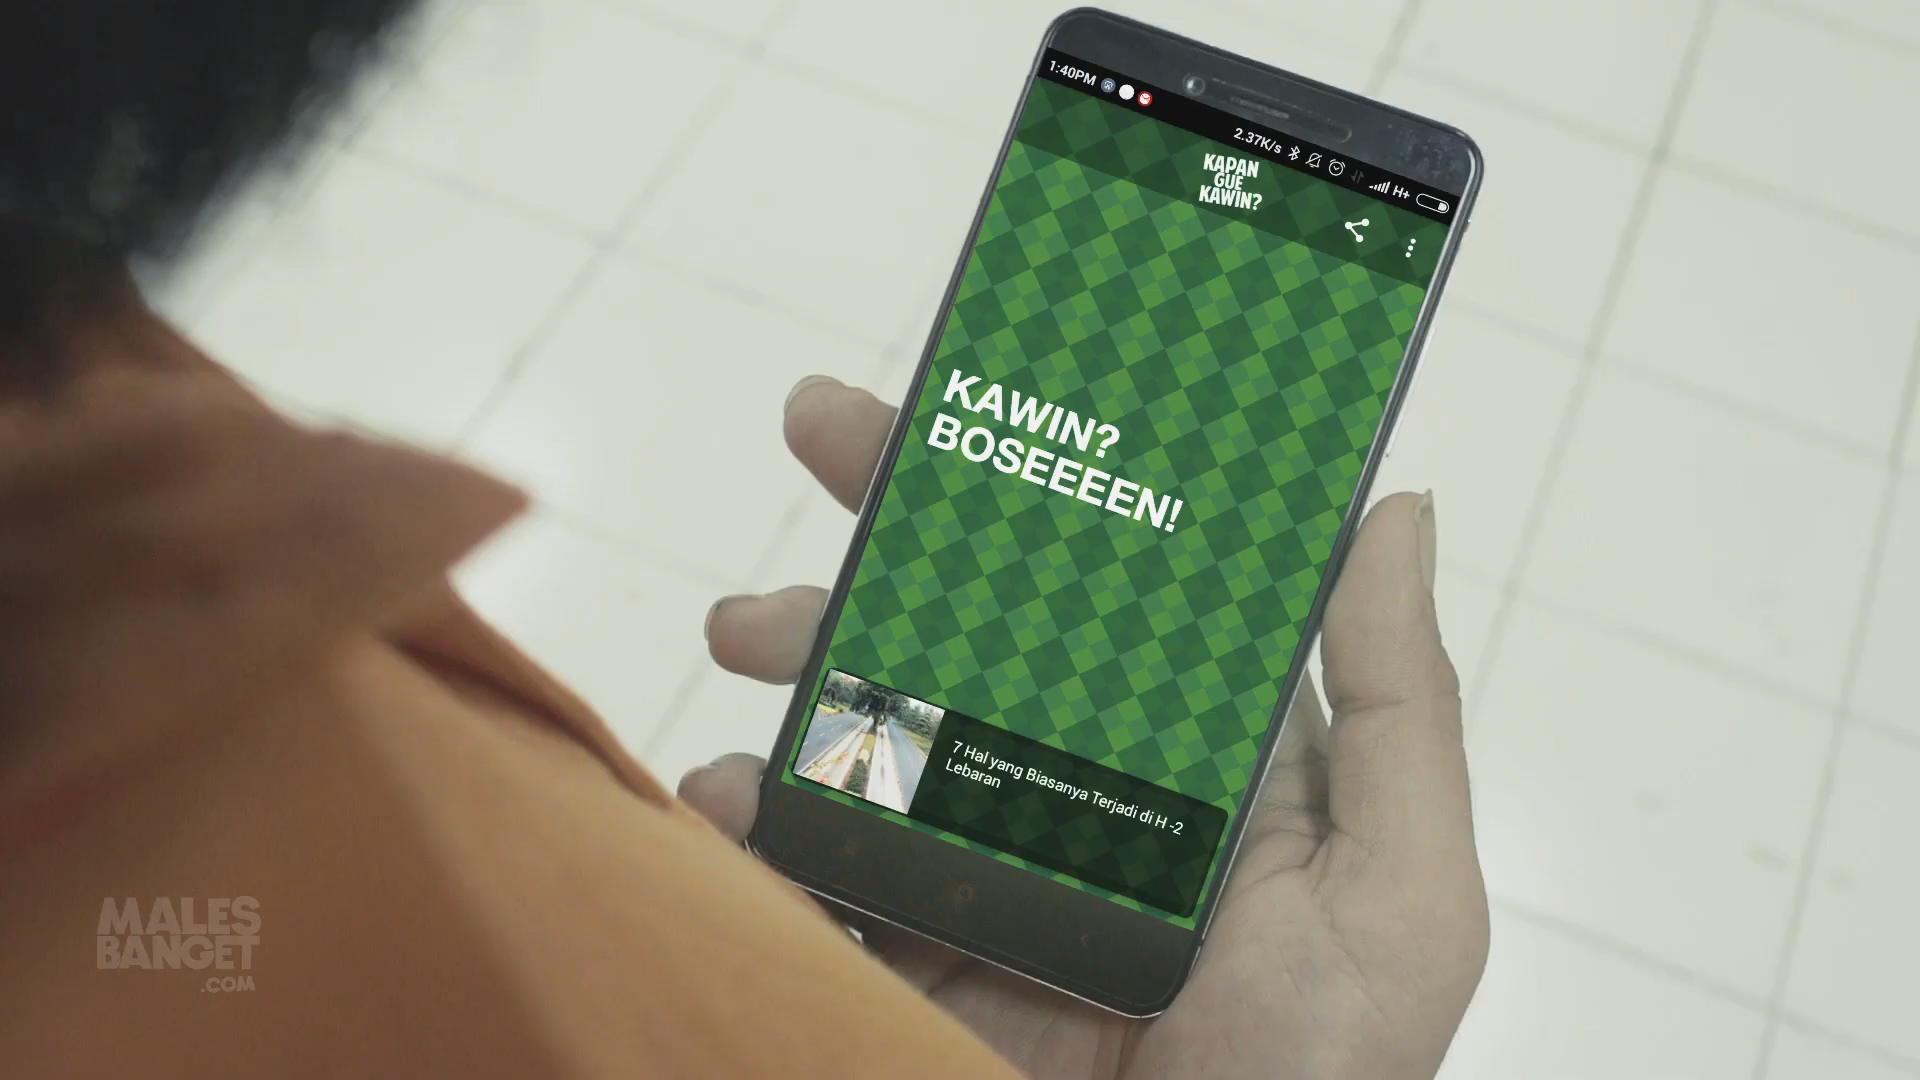 1:40PM
2.37K/s
H+
KAPAN
GUE
KAWIN?
KAWIN?
BOSEEEEN!
7 Hal yang Biasanya Terjadi di H -2
Lebaran
MALES
BANGET
.COM